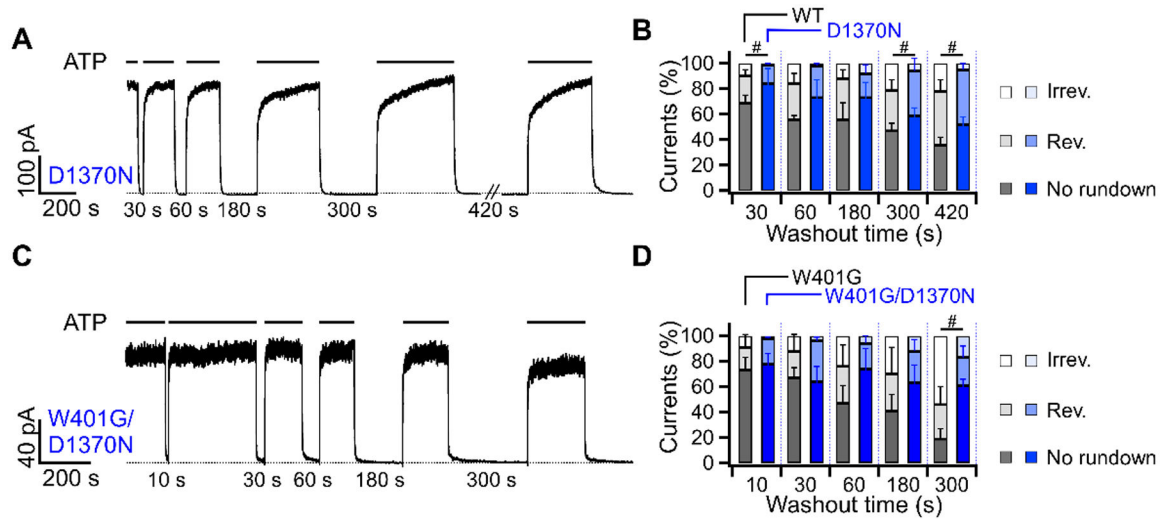 A
ATP
100 pA
D1370N
200 s
30 s 60 s 180 s 300 s 420 s
B
WT
D1370N
# # #
Currents (%)
100
80
60
40
20
0
30 60 180 300 420
Washout time (s)
Irrev.
Rev.
No rundown
C
ATP
40 pA
W401G/
D1370N
200 s
10 s 30 s 60 s 180 s 300 s
D
W401G
W401G/D1370N
#
Currents (%)
100
80
60
40
20
0
10 30 60 180 300
Washout time (s)
Irrev.
Rev.
No rundown